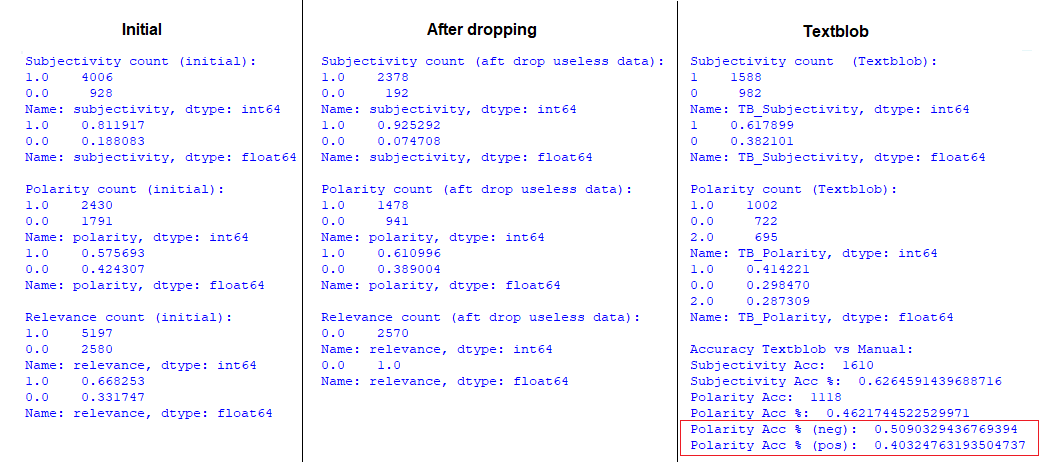 Initial
Subjectivity count (initial):
1.0    4006
0.0     928
Name: subjectivity, dtype: int64
1.0    0.811917
0.0    0.188083
Name: subjectivity, dtype: float64
Polarity count (initial):
1.0    2430
0.0    1791
Name: polarity, dtype: int64
1.0    0.575693
0.0    0.424307
Name: polarity, dtype: float64
Relevance count (initial):
1.0    5197
0.0    2580
Name: relevance, dtype: int64
1.0    0.668253
0.0    0.331747
Name: relevance, dtype: float64
After dropping
Subjectivity count (aft drop useless data):
1.0    2378
0.0     192
Name: subjectivity, dtype: int64
1.0    0.925292
0.0    0.074708
Name: subjectivity, dtype: float64
Polarity count (aft drop useless data):
1.0    1478
0.0     941
Name: polarity, dtype: int64
1.0    0.610996
0.0    0.389004
Name: polarity, dtype: float64
Relevance count (aft drop useless data):
0.0    2570
Name: relevance, dtype: int64
0.0    1.0
Name: relevance, dtype: float64
Textblob
Subjectivity count  (Textblob):
1    1588
0     982
Name: TB_Subjectivity, dtype: int64
1    0.617899
0    0.382101
Name: TB_Subjectivity, dtype: float64
Polarity count (Textblob):
1.0    1002
0.0     722
2.0     695
Name: TB_Polarity, dtype: int64
1.0    0.414221
0.0    0.298470
2.0    0.287309
Name: TB_Polarity, dtype: float64
Accuracy Textblob vs Manual:
Subjectivity Acc:  1610
Subjectivity Acc %:  0.6264591439688716
Polarity Acc:  1118
Polarity Acc %:  0.4621744522529971
Polarity Acc % (neg):  0.5090329436769394
Polarity Acc % (pos):  0.40324763193504737